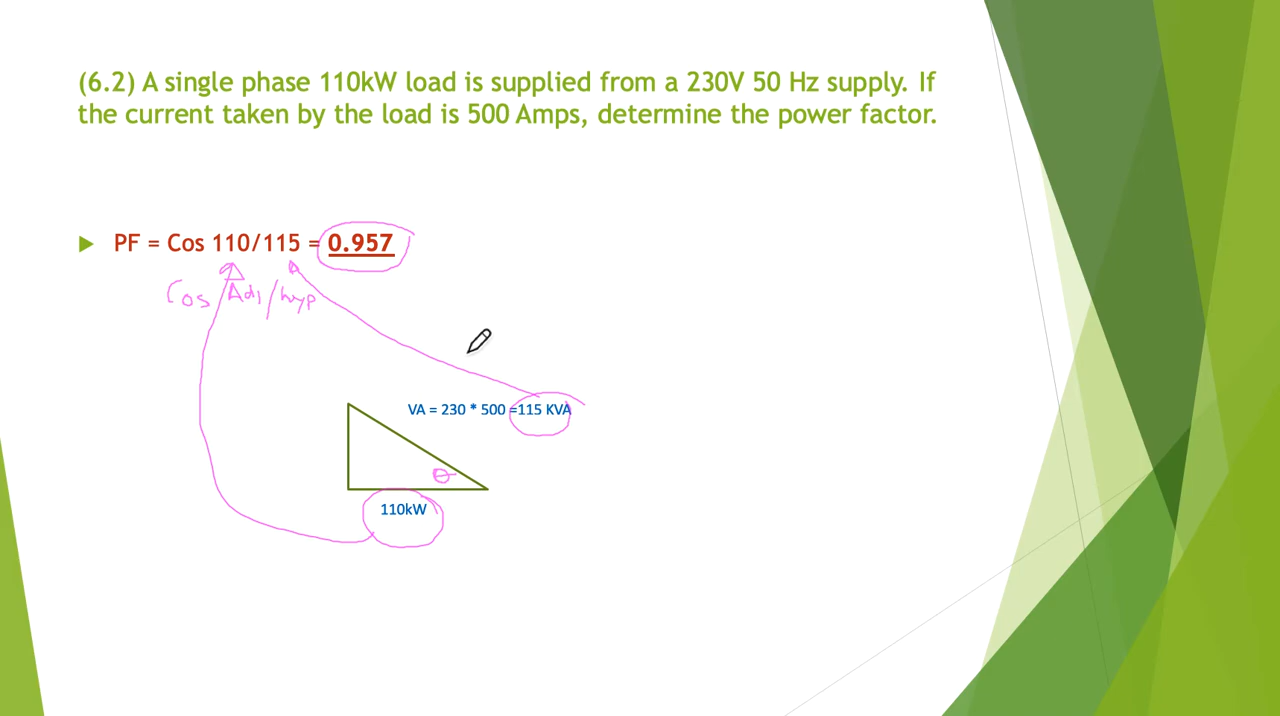 (6.2) A single phase 110kW load is supplied from a 230V 50 Hz supply. If
the current taken by the load is 500 Amps, determine the power factor.
PF = Cos 110/115 = 0.957
Cos Adj/hyp
VA = 230 * 500 =115 KVA
θ
110kW